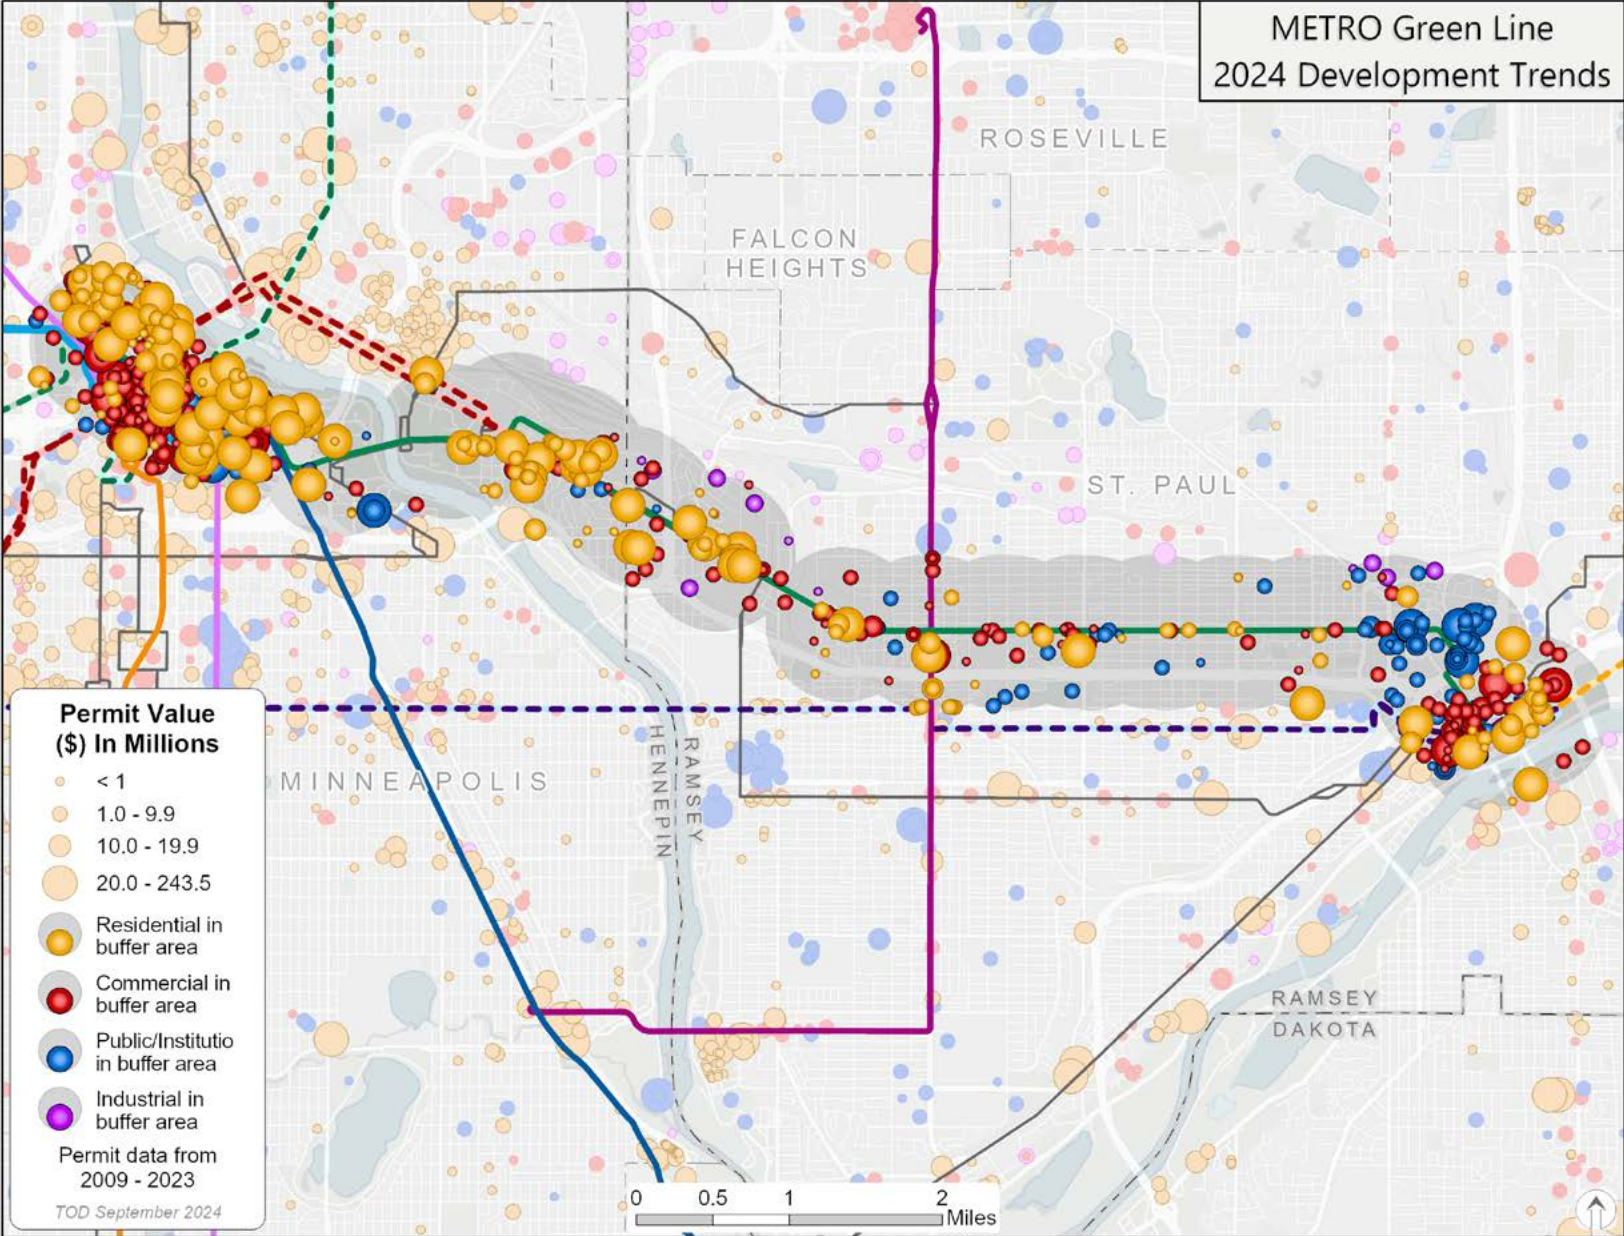 METRO Green Line
2024 Development Trends
ROSEVILLE
FALCON
HEIGHTS
ST. PAUL
MINNEAPOLIS
HENNEPIN
RAMSEY
RAMSEY
DAKOTA
Permit Value
($) In Millions
< 1
1.0 - 9.9
10.0 - 19.9
20.0 - 243.5
Residential in
buffer area
Commercial in
buffer area
Public/Institutio
in buffer area
Industrial in
buffer area
Permit data from
2009 - 2023
TOD September 2024
0 0.5 1 2
Miles